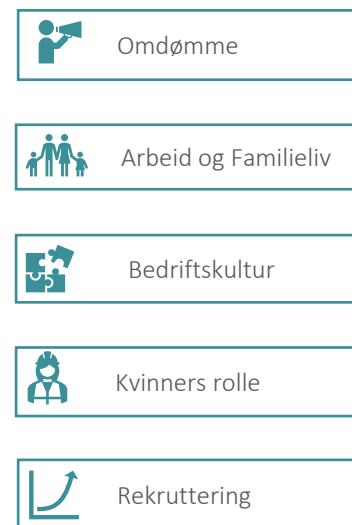 Omdømme
Arbeid og Familieliv
Bedriftskultur
Kvinners rolle
Rekruttering